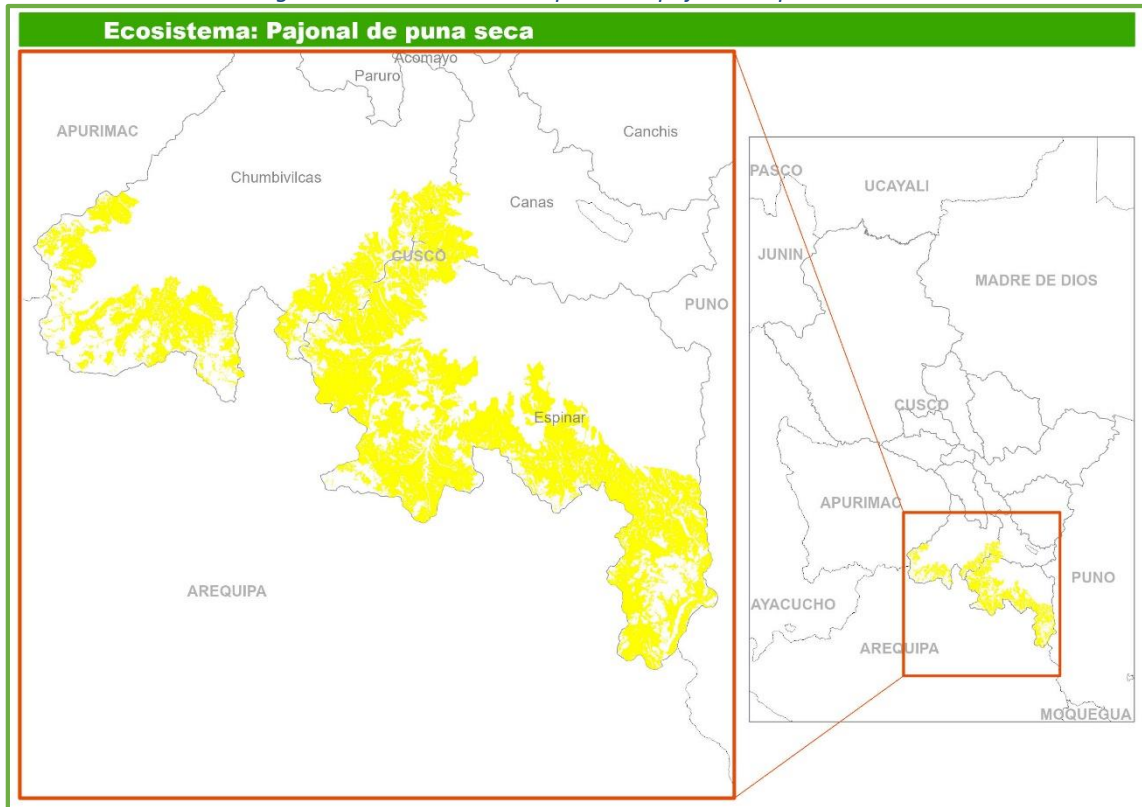 Ecosistema: Pajonal de puna seca
Acomayo
Paruro
APURIMAC
Canchis
Chumbivilcas
Canas
CUSCO
PUNO
Espinar
AREQUIPA
PASCO
UCAYALI
JUNIN
MADRE DE DIOS
CUSCO
APURIMAC
PUNO
AYACUCHO
AREQUIPA
MOQUEGUA